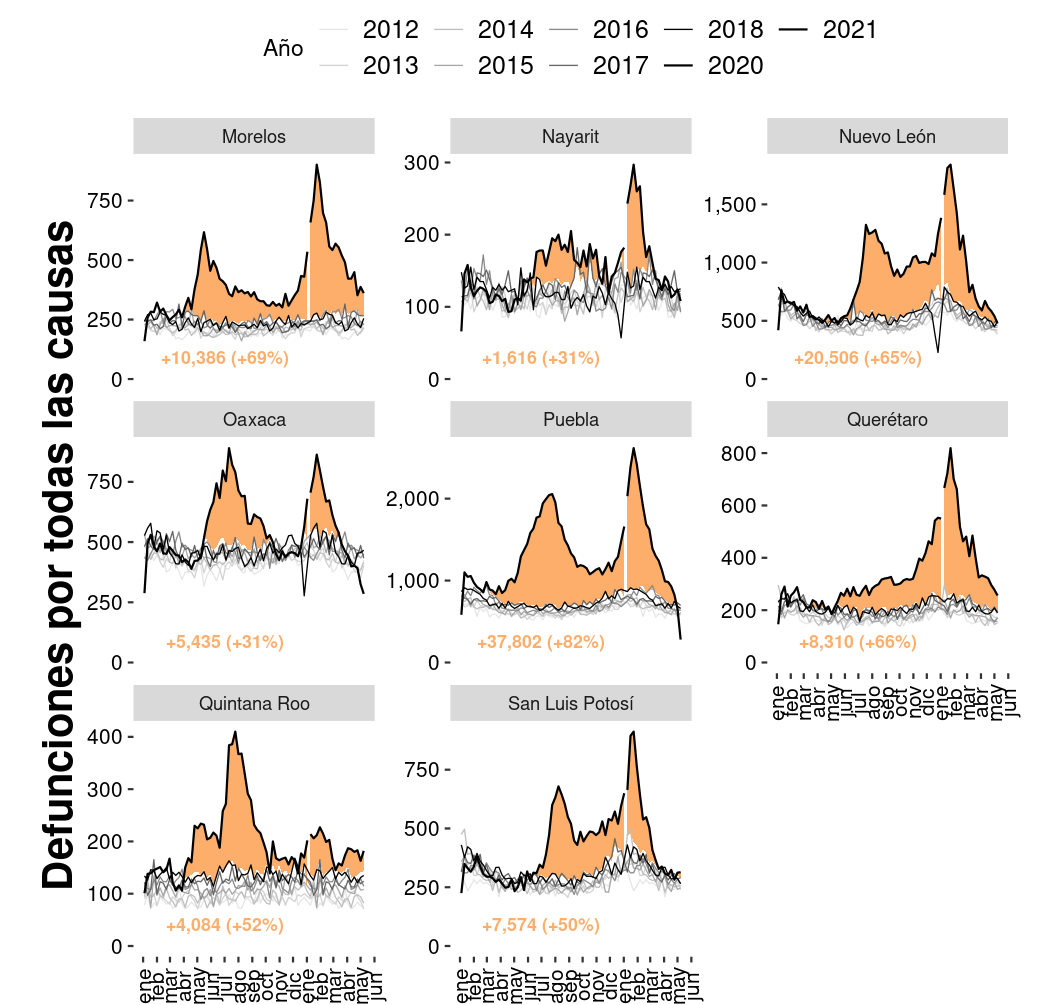 Año
2012 2014 2016 2018 2021
2013 2015 2017 2020
Defunciones por todas las causas
Morelos
750
500
250
0
+10,386 (+69%)
Nayarit
300
200
100
0
+1,616 (+31%)
Nuevo León
1,500
1,000
500
0
+20,506 (+65%)
Oaxaca
750
500
250
0
+5,435 (+31%)
Puebla
2,000
1,000
0
+37,802 (+82%)
Querétaro
800
600
400
200
0
+8,310 (+66%)
ene feb mar abr may jun jul ago sep oct nov dic ene feb mar abr may jun
Quintana Roo
400
300
200
100
0
+4,084 (+52%)
ene feb mar abr may jun jul ago sep oct nov dic ene feb mar abr may jun
San Luis Potosí
750
500
250
0
+7,574 (+50%)
ene feb mar abr may jun jul ago sep oct nov dic ene feb mar abr may jun